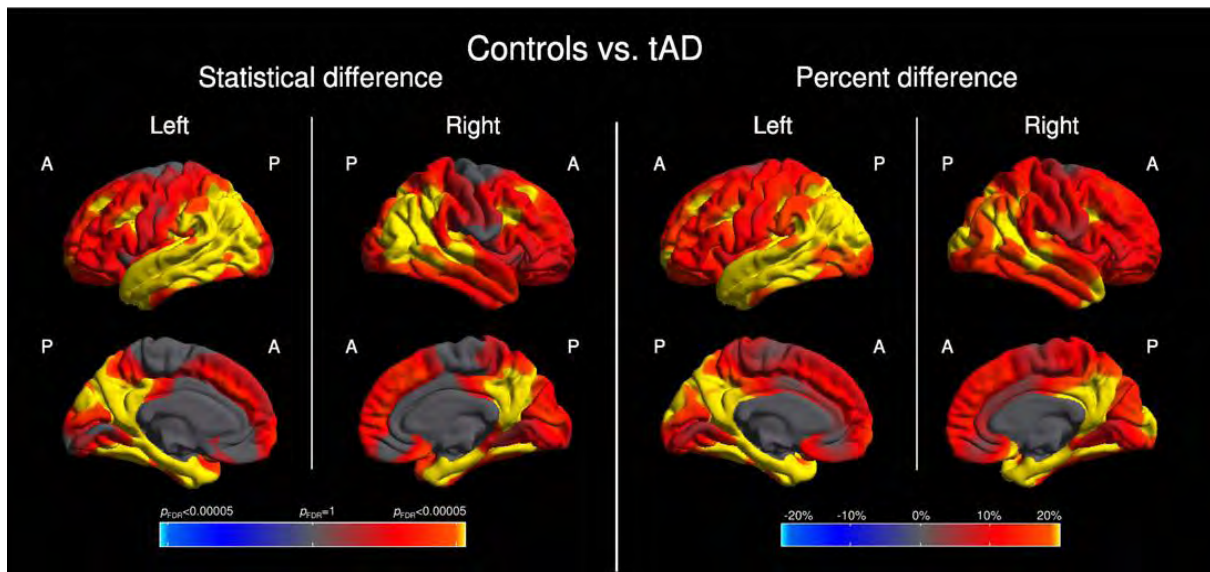 Controls vs. tAD
Statistical difference
Percent difference
Left
Right
Left
Right
A
P
P
A
A
P
P
A
P
A
A
P
P
A
A
P
pFDR<0.00005
pFDR=1
pFDR<0.00005
-20%
-10%
0%
10%
20%